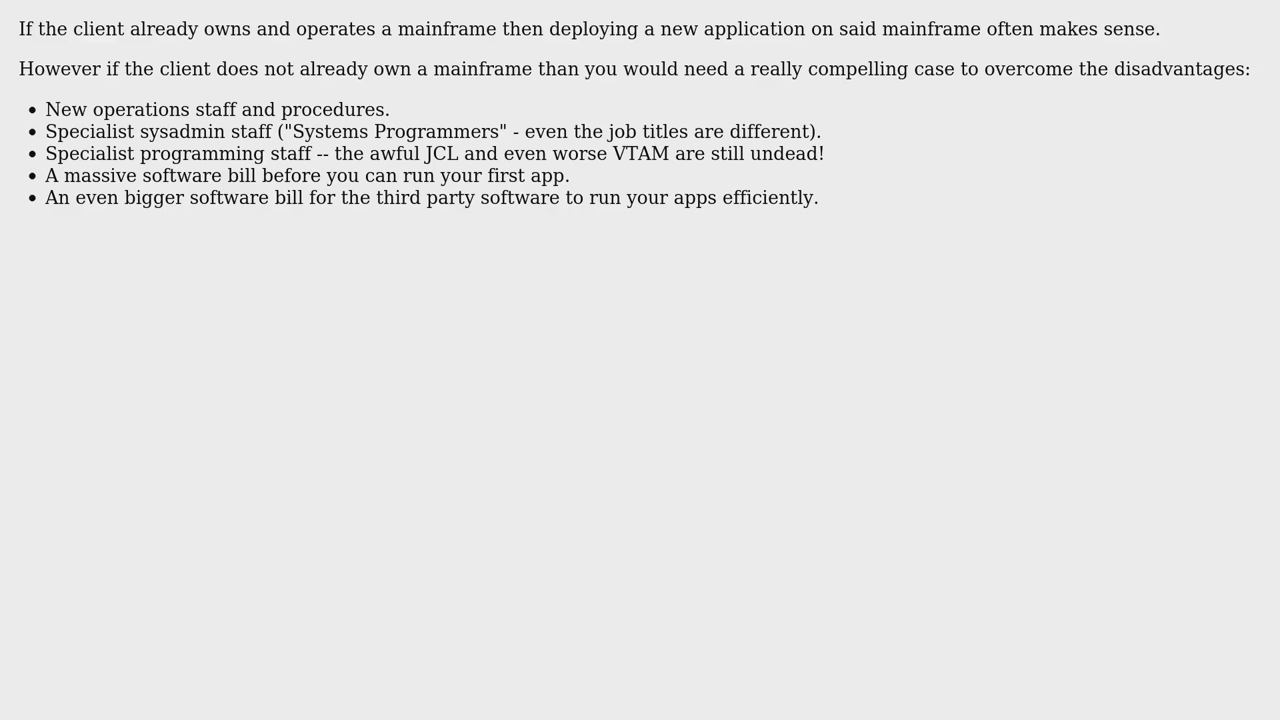 If the client already owns and operates a mainframe then deploying a new application on said mainframe often makes sense.
However if the client does not already own a mainframe than you would need a really compelling case to overcome the disadvantages:
• New operations staff and procedures.
• Specialist sysadmin staff ("Systems Programmers" - even the job titles are different).
• Specialist programming staff -- the awful JCL and even worse VTAM are still undead!
• A massive software bill before you can run your first app.
• An even bigger software bill for the third party software to run your apps efficiently.